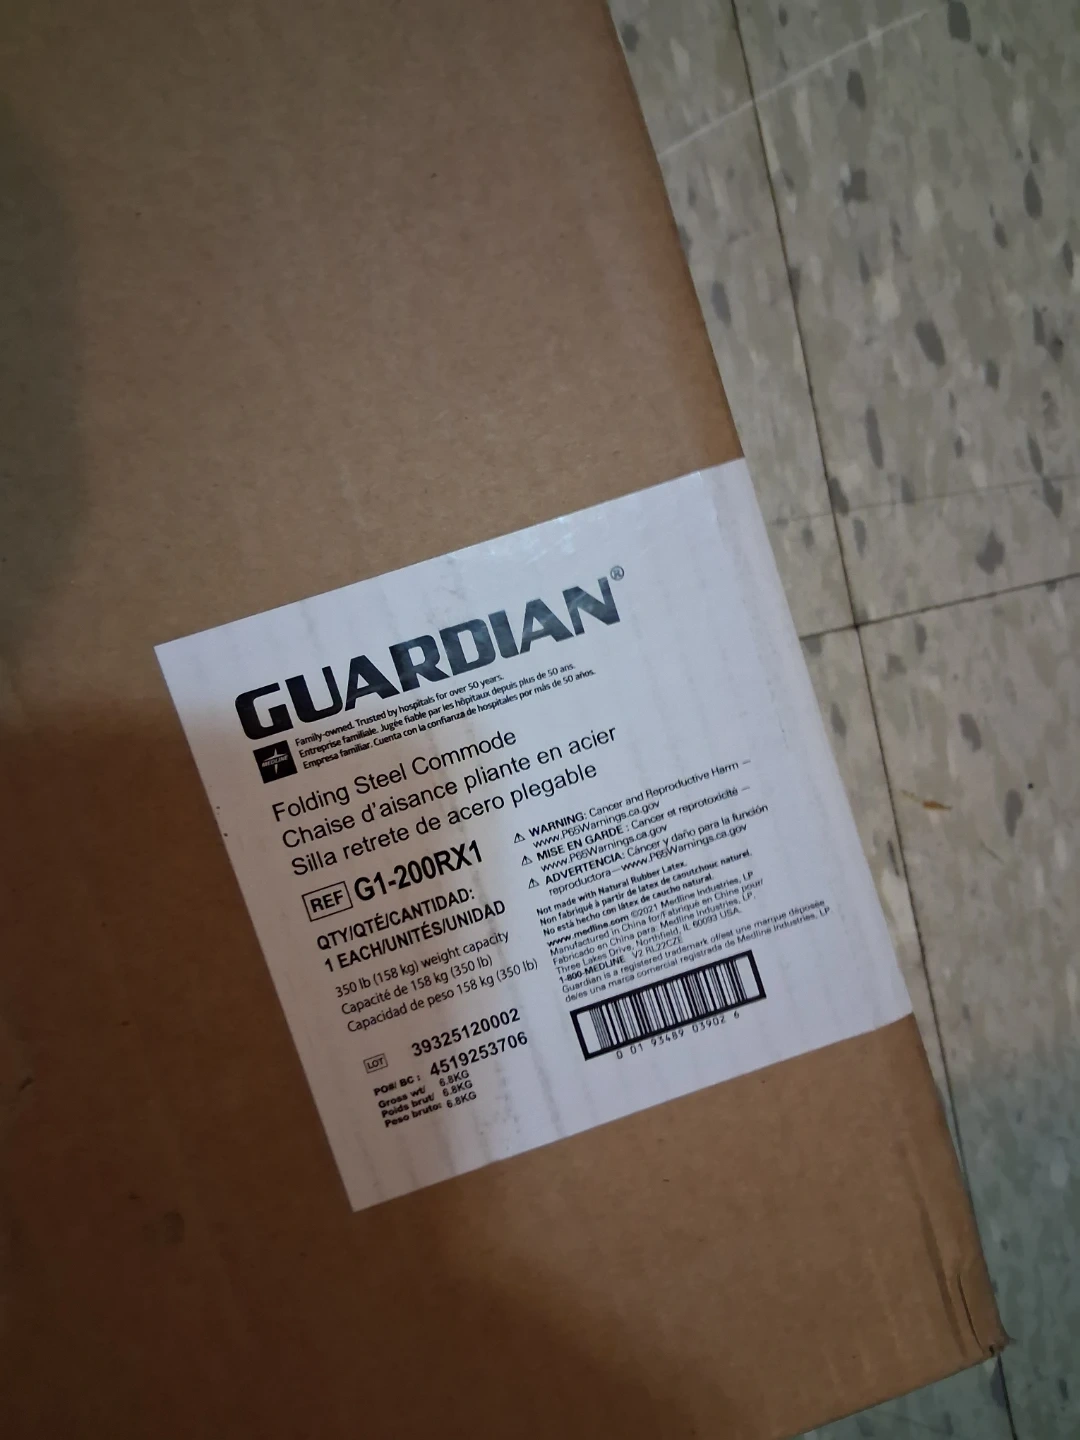 GUARDIAN®
MEDLINE
Family-owned. Trusted by hospitals for over 50 years.
Entreprise familiale. Jugée fiable par les hôpitaux depuis plus de 50 ans.
Empresa familiar. Cuenta con la confianza de hospitales por más de 50 años.
Folding Steel Commode
Chaise d'aisance pliante en acier
Silla retrete de acero plegable
REF G1-200RX1
QTY/QTÉ/CANTIDAD:
1 EACH/UNITÉS/UNIDAD
350 lb (158 kg) weight capacity
Capacité de 158 kg (350 lb)
Capacidad de peso 158 kg (350 lb)
LOT 39325120002
PO#/ BC : 4519253706
Gross wt/ 6.8KG
Poids brut/ 6.8KG
Peso bruto: 6.8KG
⚠ WARNING: Cancer and Reproductive Harm –
www.P65Warnings.ca.gov
⚠ MISE EN GARDE : Cancer et reprotoxicité –
www.P65Warnings.ca.gov
⚠ ADVERTENCIA: Cáncer y daño para la función
reproductora—www.P65Warnings.ca.gov
Not made with Natural Rubber Latex.
Non fabriqué à partir de latex de caoutchouc naturel.
No está hecho con látex de caucho natural.
www.medline.com ©2021 Medline Industries, LP
Manufactured in China for/Fabriqué en Chine pour/
Fabricado en China para: Medline Industries, LP,
Three Lakes Drive, Northfield, IL 60093 USA.
1-800-MEDLINE V2 RL22CZE
Guardian is a registered trademark of/est une marque déposée
de/es una marca comercial registrada de Medline Industries, LP.
0 01 93489 03902 6